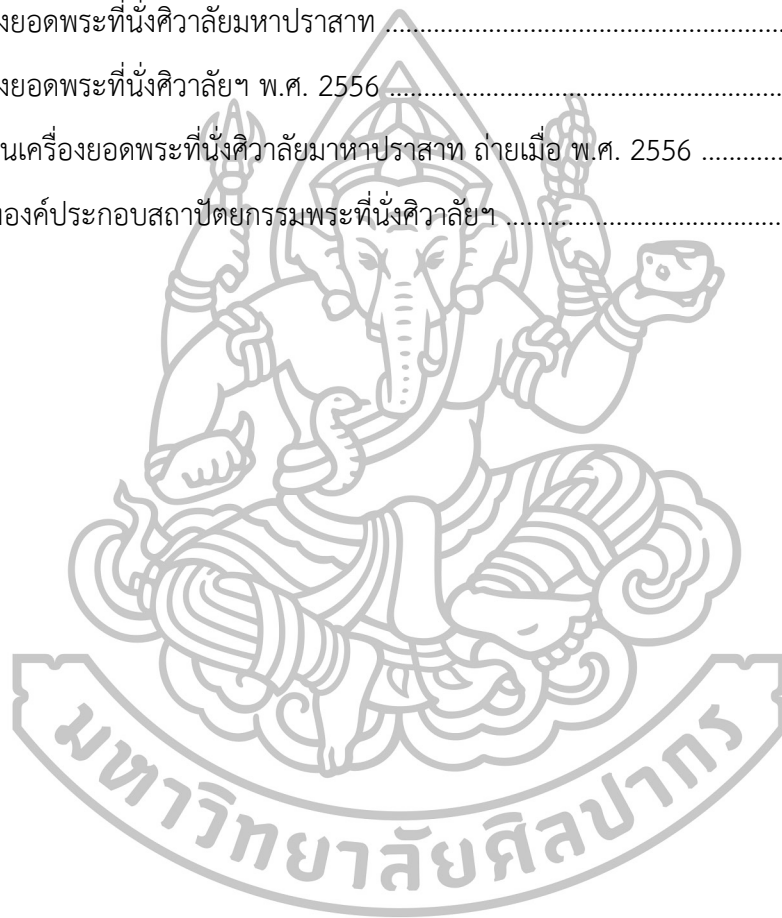 งยอดพระที่นั่งศิวาลัยมหาปราสาท ........................................................................
งยอดพระที่นั่งศิวาลัยฯ พ.ศ. 2556 ........................................................................
นเครื่องยอดพระที่นั่งศิวาลัยมาหาปราสาท ถ่ายเมื่อ พ.ศ. 2556 ..............
องค์ประกอบสถาปัตยกรรมพระที่นั่งศิวาลัยฯ ..................................................
มหาวิทยาลัยศิลปากร